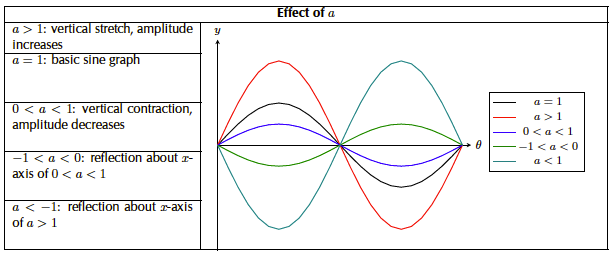 Effect of a
a > 1: vertical stretch, amplitude
increases
a = 1: basic sine graph
0 < a < 1: vertical contraction,
amplitude decreases
−1 < a < 0: reflection about x-
axis of 0 < a < 1
a < −1: reflection about x-axis
of a > 1
y
θ
a = 1
a > 1
0 < a < 1
−1 < a < 0
a < 1